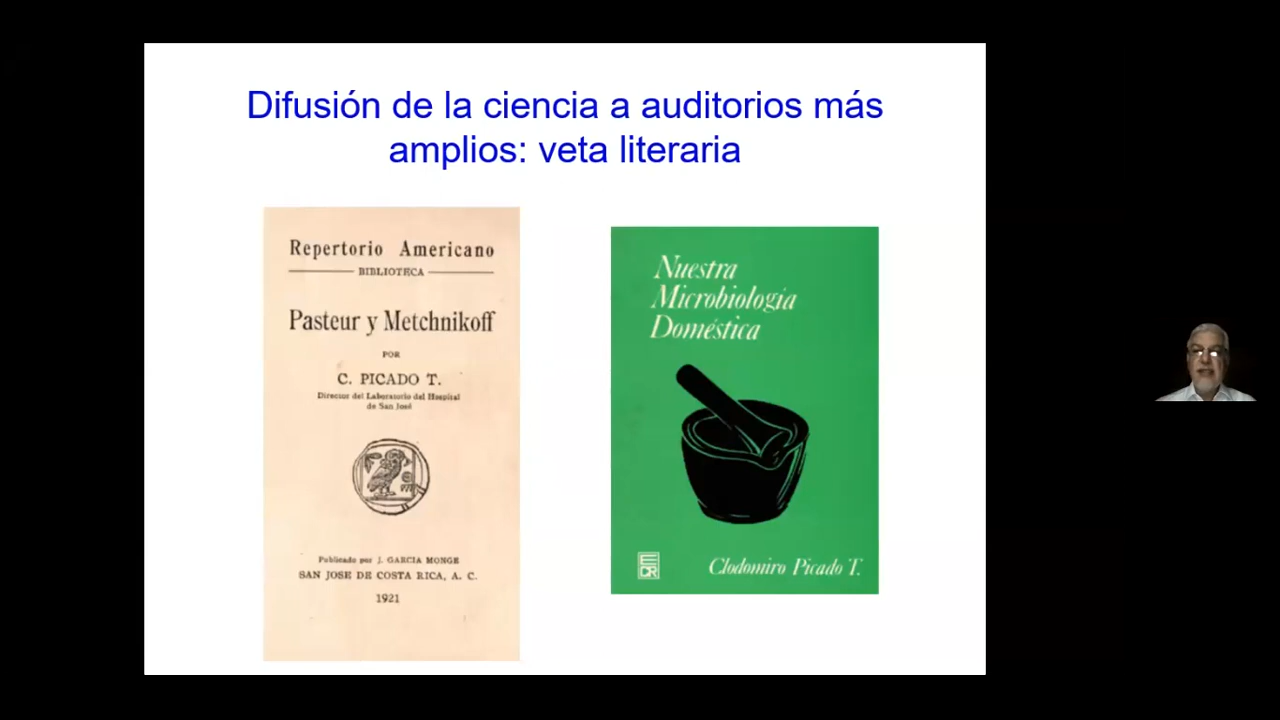 Difusión de la ciencia a auditorios más
amplios: veta literaria
Repertorio Americano
BIBLIOTECA
Pasteur y Metchnikoff
POR
C. PICADO T.
Director del Laboratorio del Hospital
de San José
Publicado por J. GARCIA MONGE
SAN JOSE DE COSTA RICA, A. C.
1921
Nuestra
Microbiología
Doméstica
ECR
Clodomiro Picado T.